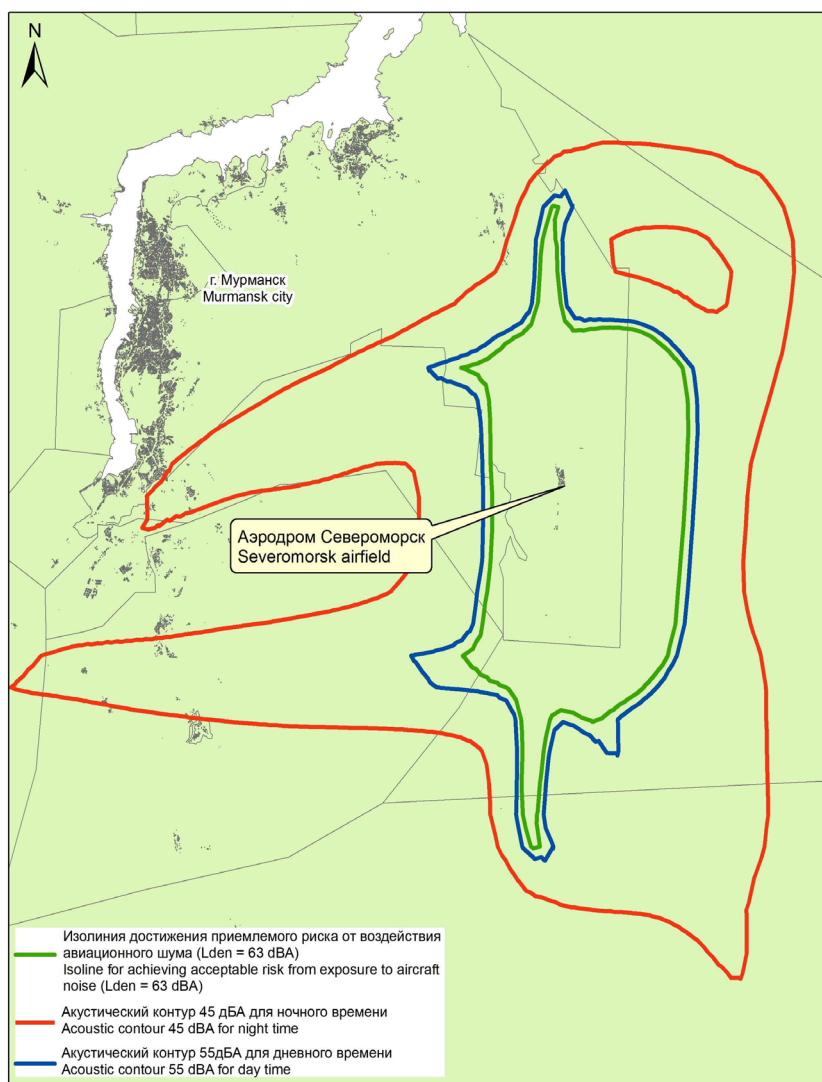 N
г. Мурманск
Murmansk city
Аэродром Североморск
Severomorsk airfield
Изолиния достижения приемлемого риска от воздействия
авиационного шума (Lden = 63 dBA)
Isoline for achieving acceptable risk from exposure to aircraft
noise (Lden = 63 dBA)
Акустический контур 45 дБА для ночного времени
Acoustic contour 45 dBA for night time
Акустический контур 55дБА для дневного времени
Acoustic contour 55 dBA for day time